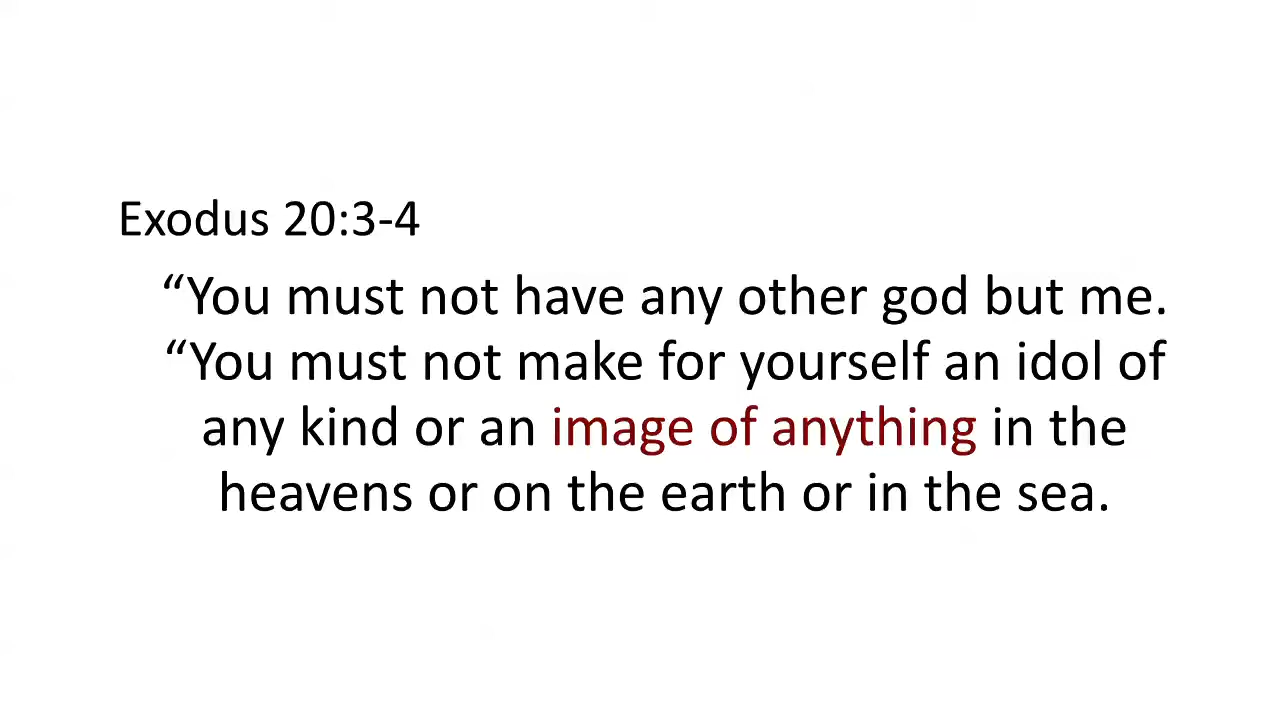 Exodus 20:3-4
“You must not have any other god but me.
“You must not make for yourself an idol of
any kind or an image of anything in the
heavens or on the earth or in the sea.